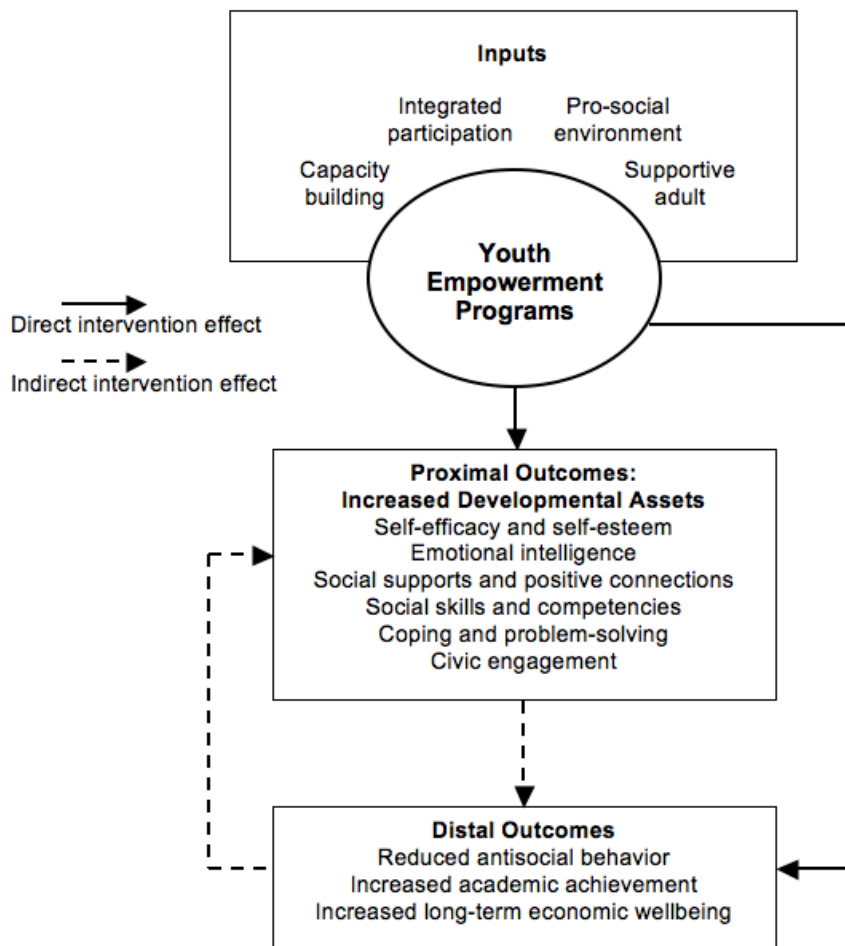 Inputs
Integrated
participation
Pro-social
environment
Capacity
building
Supportive
adult
Youth
Empowerment
Programs
Direct intervention effect
Indirect intervention effect
Proximal Outcomes:
Increased Developmental Assets
Self-efficacy and self-esteem
Emotional intelligence
Social supports and positive connections
Social skills and competencies
Coping and problem-solving
Civic engagement
Distal Outcomes
Reduced antisocial behavior
Increased academic achievement
Increased long-term economic wellbeing